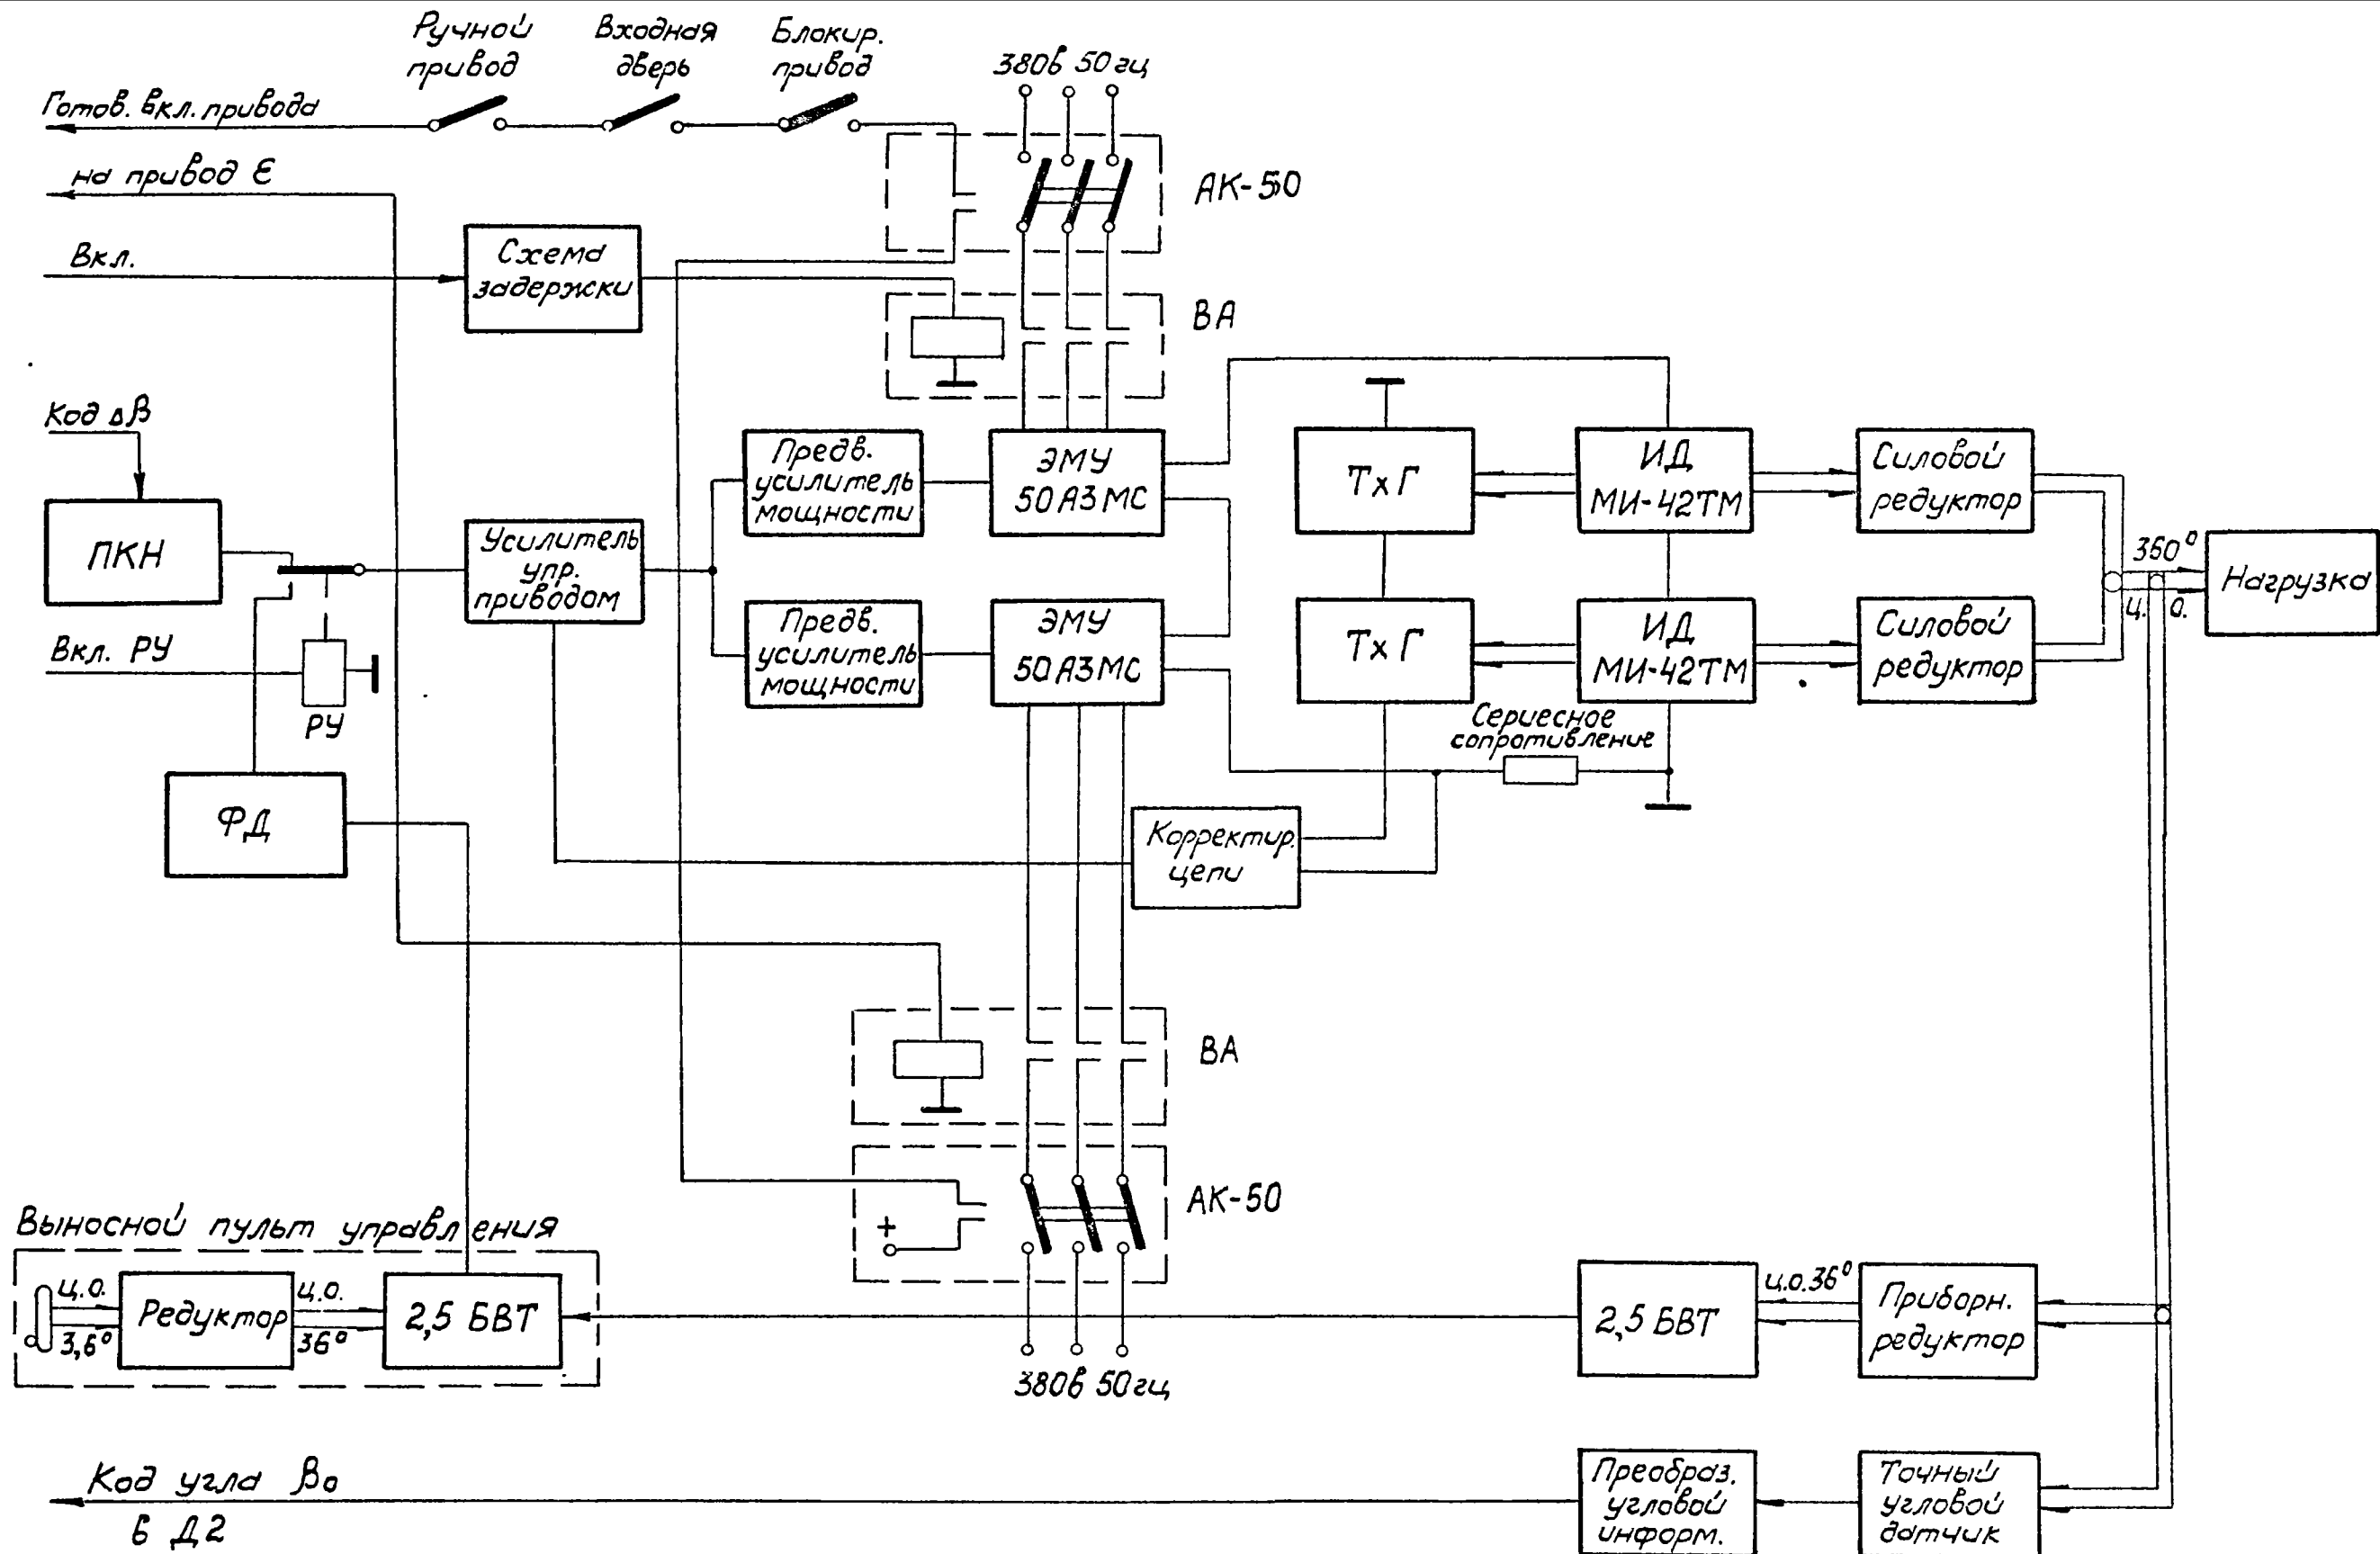 Ручной
привод
Входная
дверь
Блокир.
привод
380в 50гц
Готов. вкл. привода
на привод Е
АК-50
Вкл.
Схема
задержки
ВА
Код ΔВ
Предв.
усилитель
мощности
ЭМУ
50АЗМС
ТхГ
ИД
МИ-42ТМ
Силовой
редуктор
ПКН
Усилитель
упр.
приводом
360°
Ц. О.
Нагрузка
Вкл. РУ
РУ
Предв.
усилитель
мощности
ЭМУ
50АЗМС
ТхГ
ИД
МИ-42ТМ
Силовой
редуктор
Сериесное
сопротивление
ФД
Корректир.
цепи
ВА
АК-50
+
Выносной пульт управления
Ц.О.
3,6°
Редуктор
Ц.О.
36°
2,5 БВТ
380в 50гц
2,5 БВТ
Ц.О.36°
Приборн.
редуктор
Код угла β₀
в Д2
Преобраз.
угловой
информ.
Точный
угловой
датчик